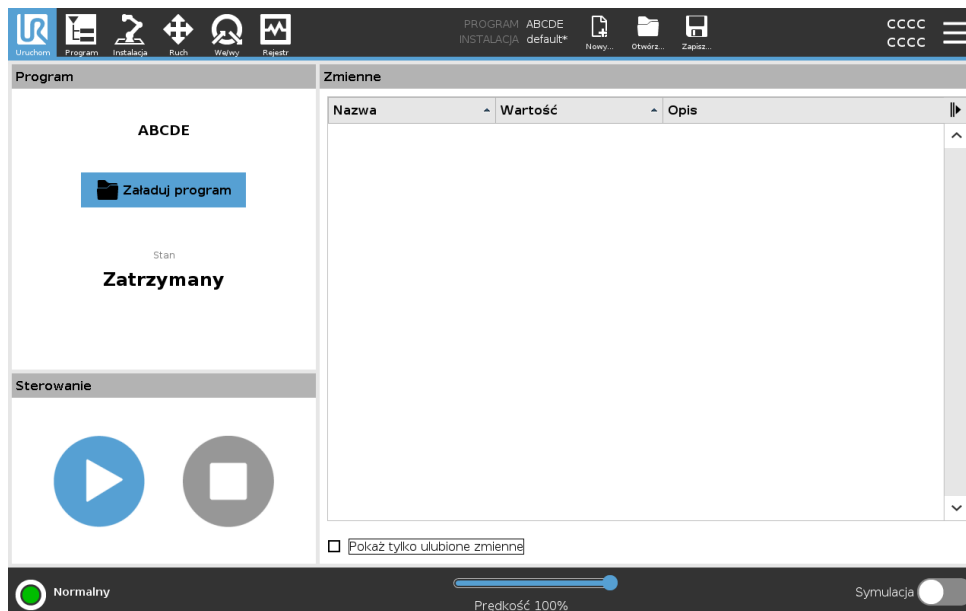 UR
Uruchom
Program
Instalacja
Ruch
We/wy
Rejestr
PROGRAM ABCDE
INSTALACJA default*
Nowy...
Otwórz...
Zapisz...
CCCC
CCCC
Program
ABCDE
Załaduj program
Stan
Zatrzymany
Sterowanie
Zmienne
Nazwa Wartość Opis
Pokaż tylko ulubione zmienne
Normalny
Prędkość 100%
Symulacja